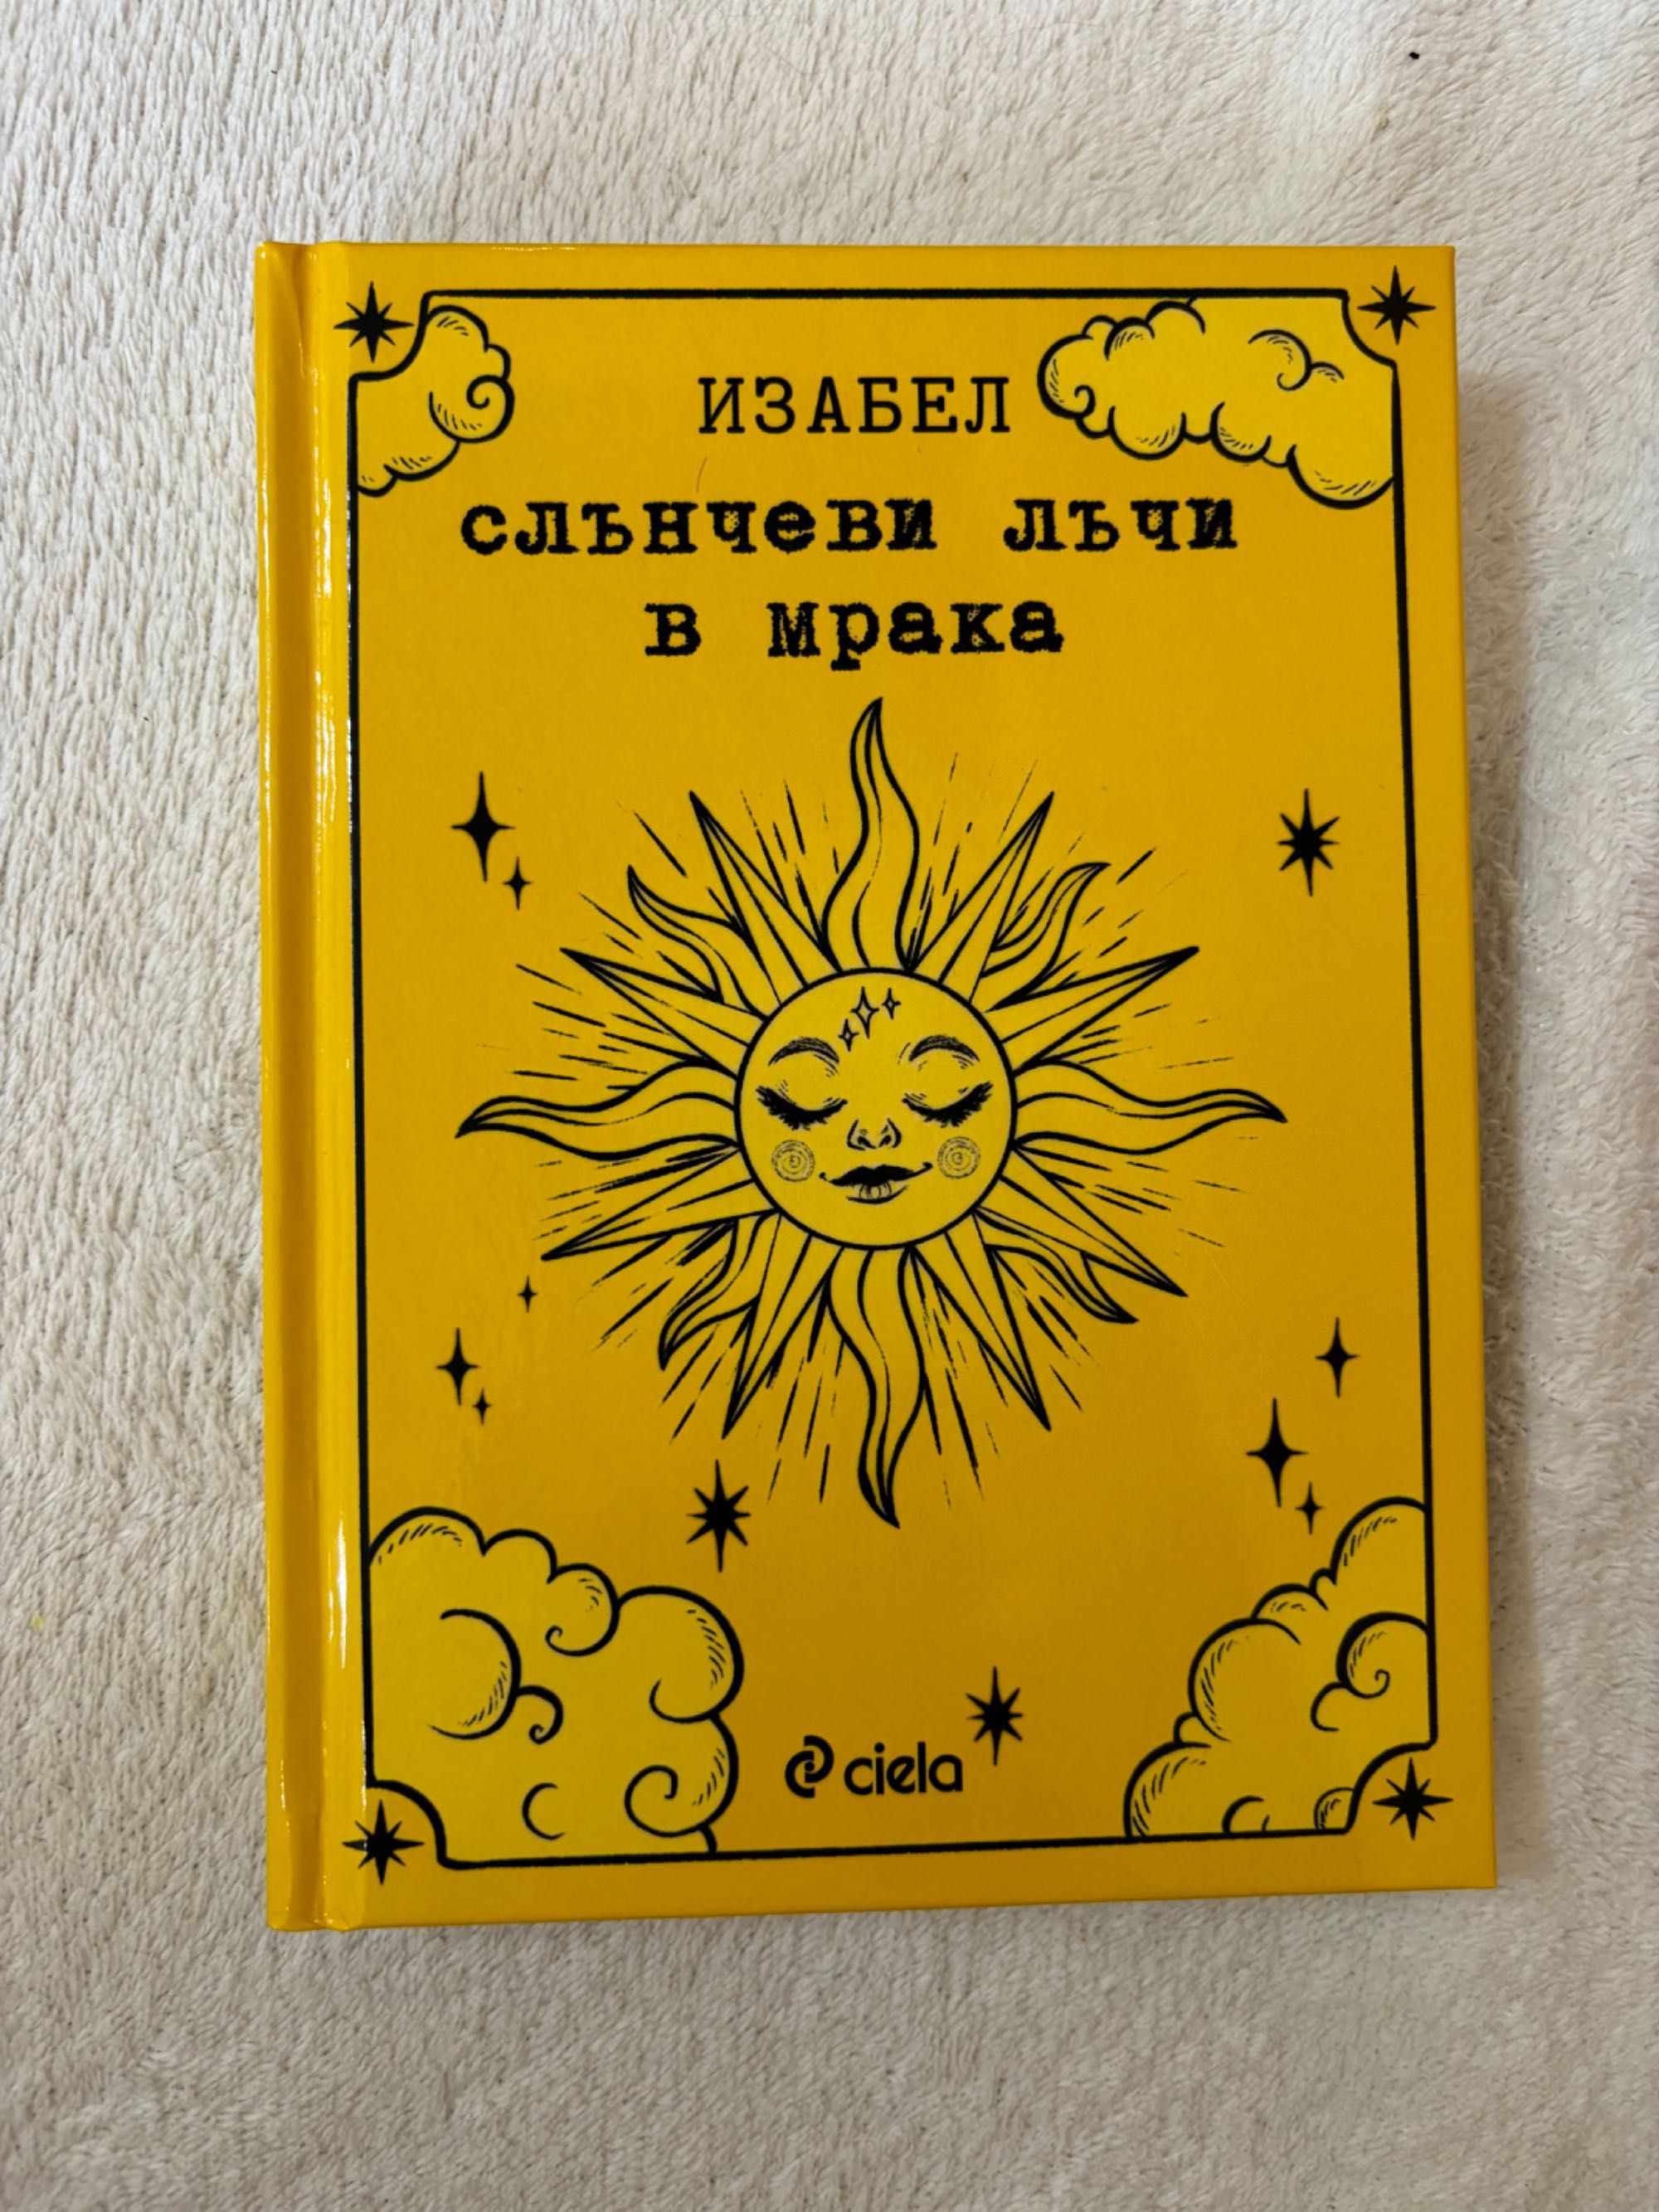 ИЗАБЕЛ
слънчеви лъчи
в мрака
ciela